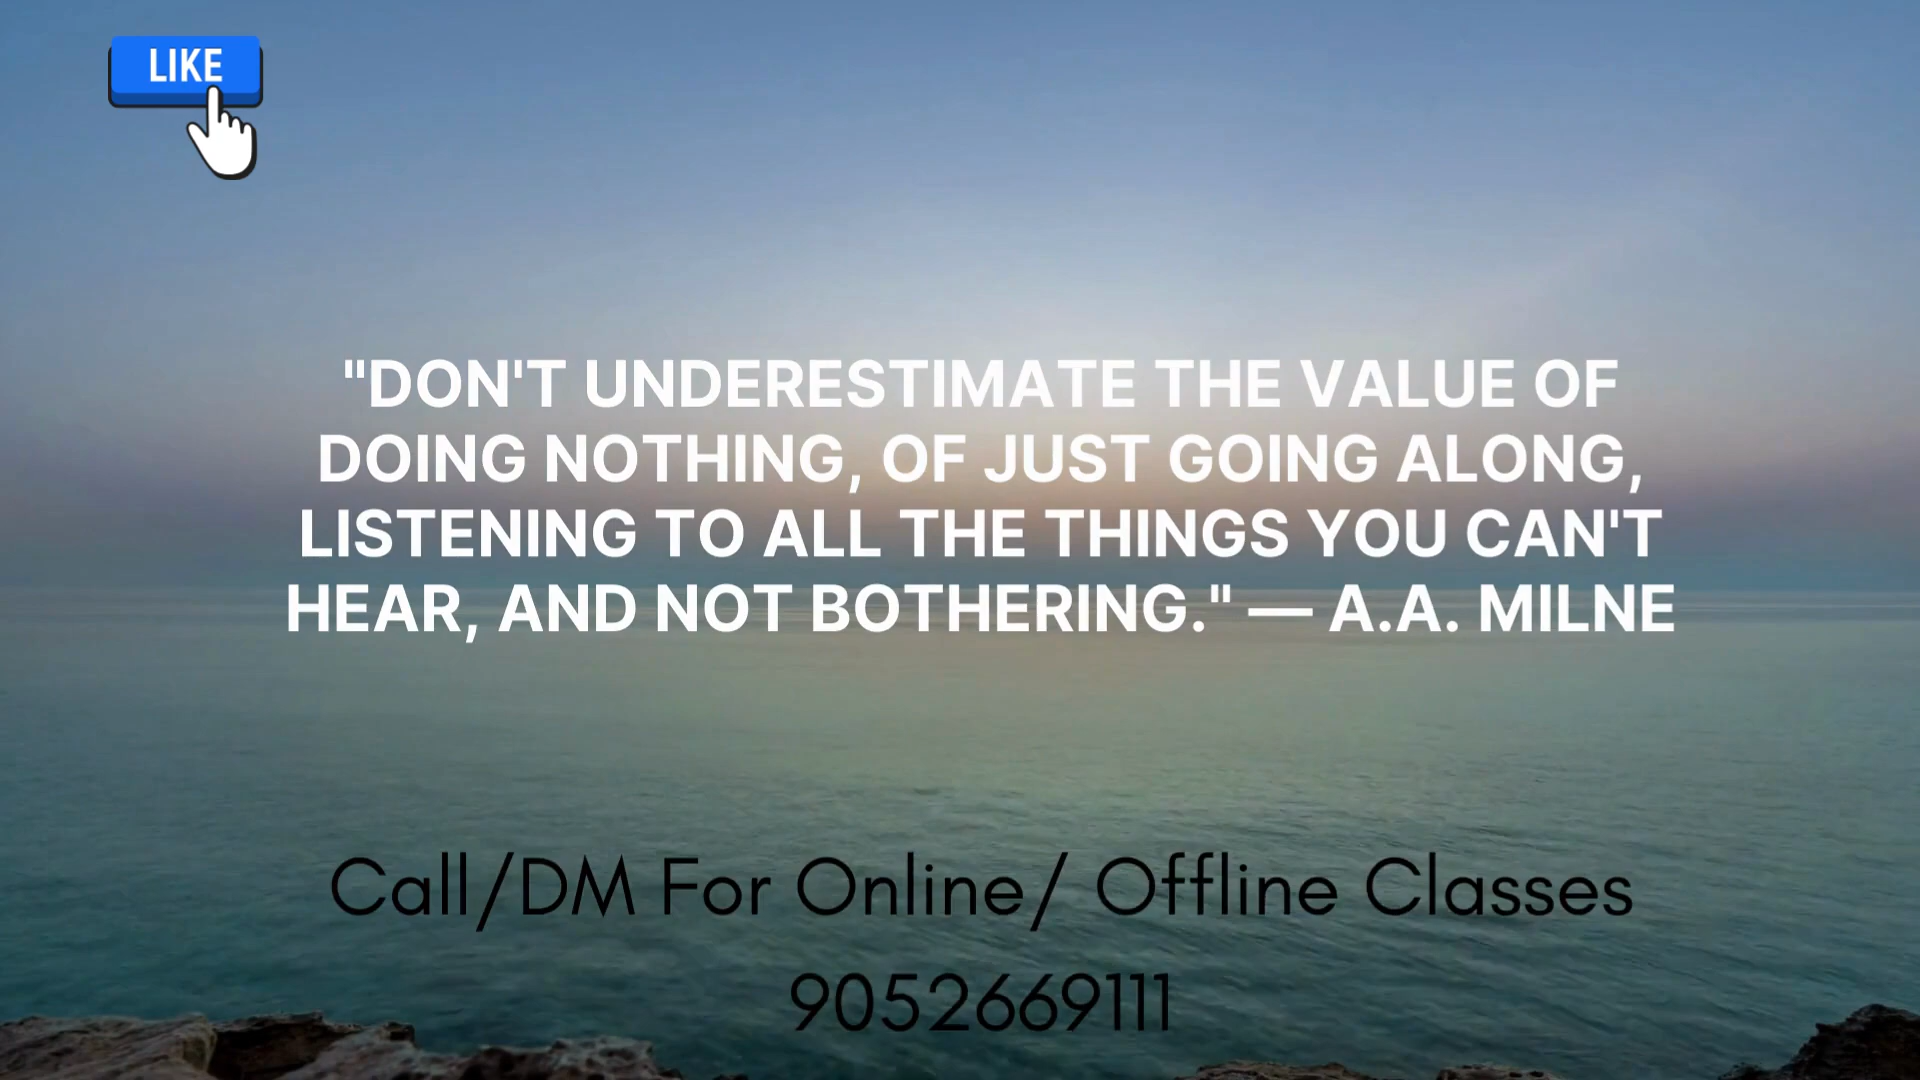 LIKE
"DON'T UNDERESTIMATE THE VALUE OF
DOING NOTHING, OF JUST GOING ALONG,
LISTENING TO ALL THE THINGS YOU CAN'T
HEAR, AND NOT BOTHERING." — A.A. MILNE
Call/DM For Online/ Offline Classes
9052669111